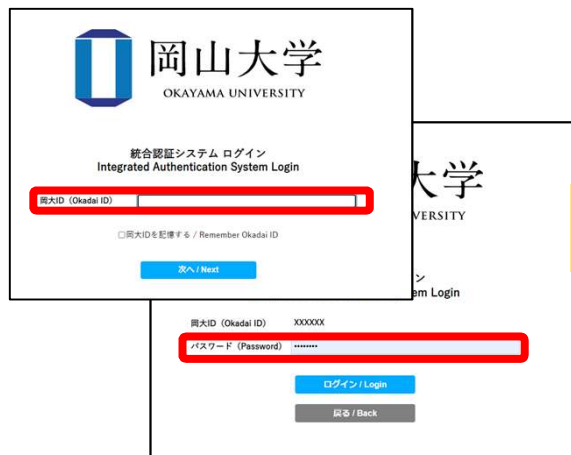 岡山大学
OKAYAMA UNIVERSITY
統合認証システム ログイン
Integrated Authentication System Login
岡大ID（Okadai ID）
□岡大IDを記憶する / Remember Okadai ID
次へ / Next
大学
VERSITY
ン
em Login
岡大ID（Okadai ID） XXXXXX
パスワード（Password） ••••••••
ログイン / Login
戻る / Back